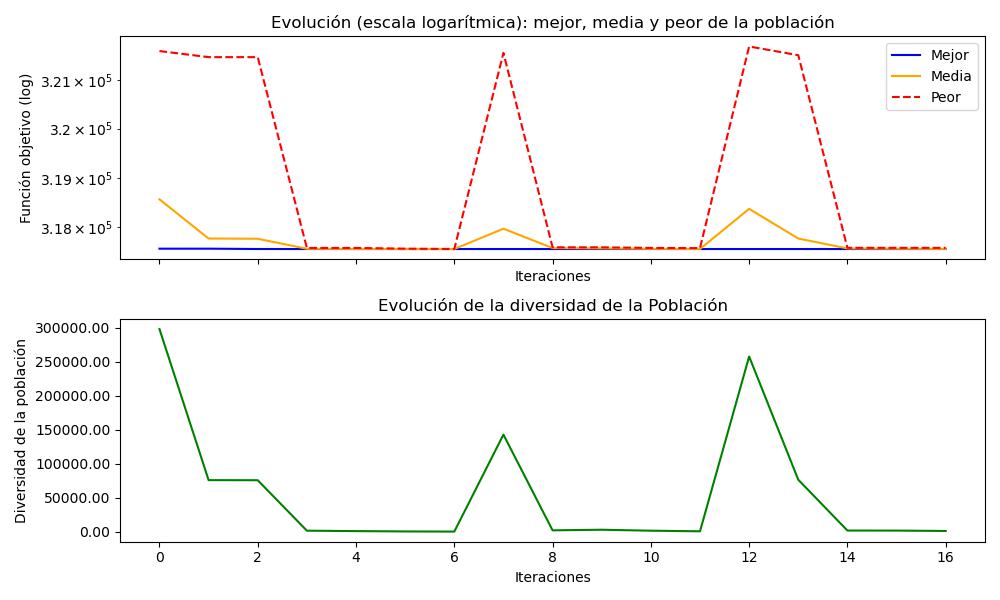 Evolución (escala logarítmica): mejor, media y peor de la población
Función objetivo (log)
3.21 × 10⁵
3.2 × 10⁵
3.19 × 10⁵
3.18 × 10⁵
Mejor
Media
Peor
Iteraciones
Evolución de la diversidad de la Población
Diversidad de la población
300000.00
250000.00
200000.00
150000.00
100000.00
50000.00
0.00
0 2 4 6 8 10 12 14 16
Iteraciones